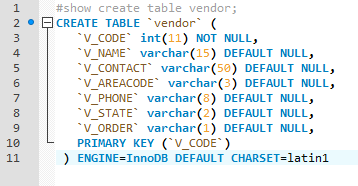 1 #show create table vendor;
2 CREATE TABLE `vendor` (
3 `V_CODE` int(11) NOT NULL,
4 `V_NAME` varchar(15) DEFAULT NULL,
5 `V_CONTACT` varchar(50) DEFAULT NULL,
6 `V_AREACODE` varchar(3) DEFAULT NULL,
7 `V_PHONE` varchar(8) DEFAULT NULL,
8 `V_STATE` varchar(2) DEFAULT NULL,
9 `V_ORDER` varchar(1) DEFAULT NULL,
10 PRIMARY KEY (`V_CODE`)
11 ) ENGINE=InnoDB DEFAULT CHARSET=latin1